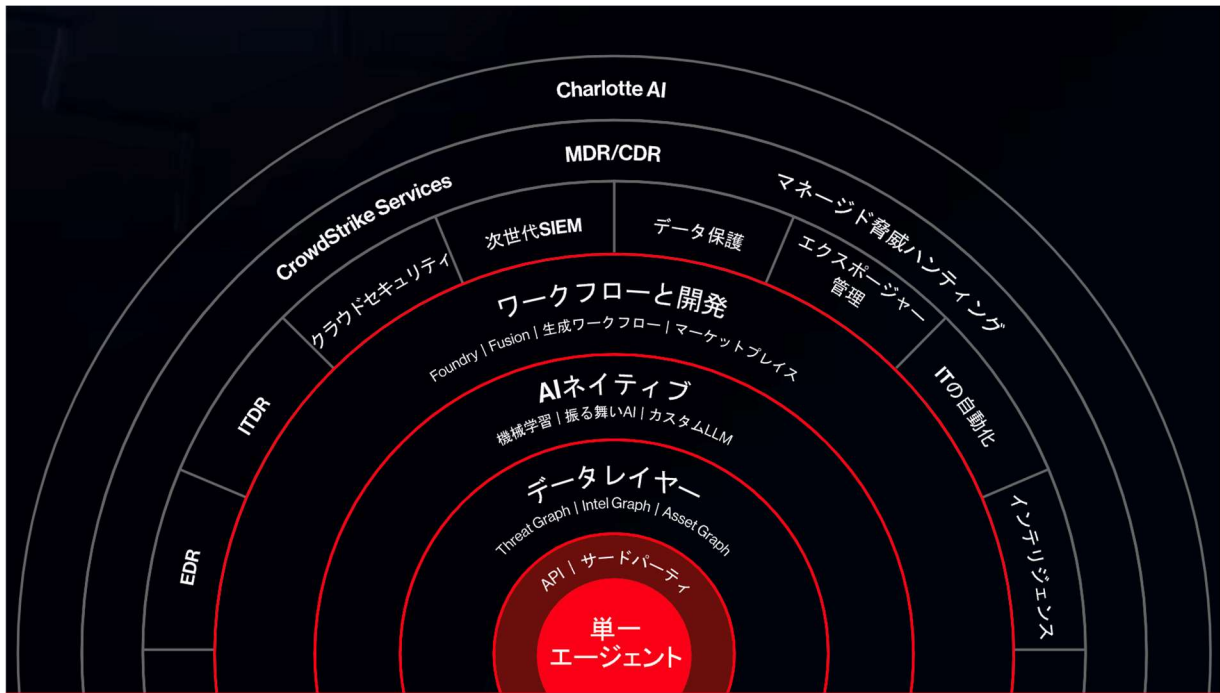 Charlotte AI
MDR/CDR
CrowdStrike Services
マネージド脅威ハンティング
EDR
ITDR
クラウドセキュリティ
次世代SIEM
データ保護
エクスポージャー
管理
ITの自動化
インテリジェンス
ワークフローと開発
Foundry | Fusion | 生成ワークフロー | マーケットプレイス
AIネイティブ
機械学習 | 振る舞いAI | カスタムLLM
データレイヤー
Threat Graph | Intel Graph | Asset Graph
API | サードパーティ
単一
エージェント